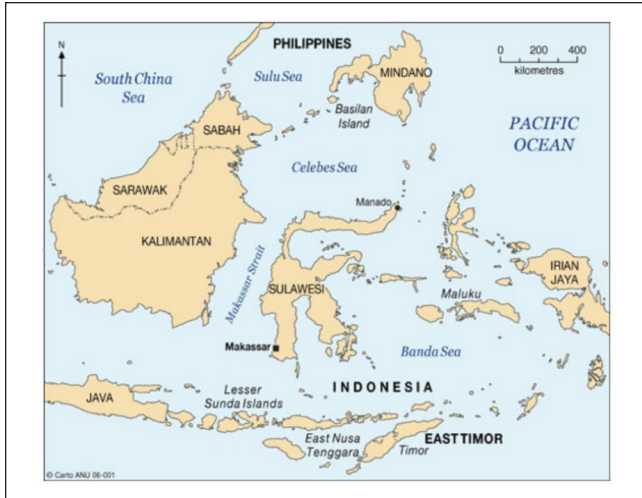 N
PHILIPPINES
0 200 400
kilometres
South China
Sea
Sulu Sea
MINDANO
Basilan
Island
SABAH
PACIFIC
OCEAN
Celebes Sea
SARAWAK
Manado
KALIMANTAN
Makassar Strait
IRIAN
JAYA
SULAWESI
Maluku
Makassar
Banda Sea
INDONESIA
JAVA
Lesser
Sunda Islands
East Nusa
Tenggara
EAST TIMOR
Timor
© Carto ANU 06-001